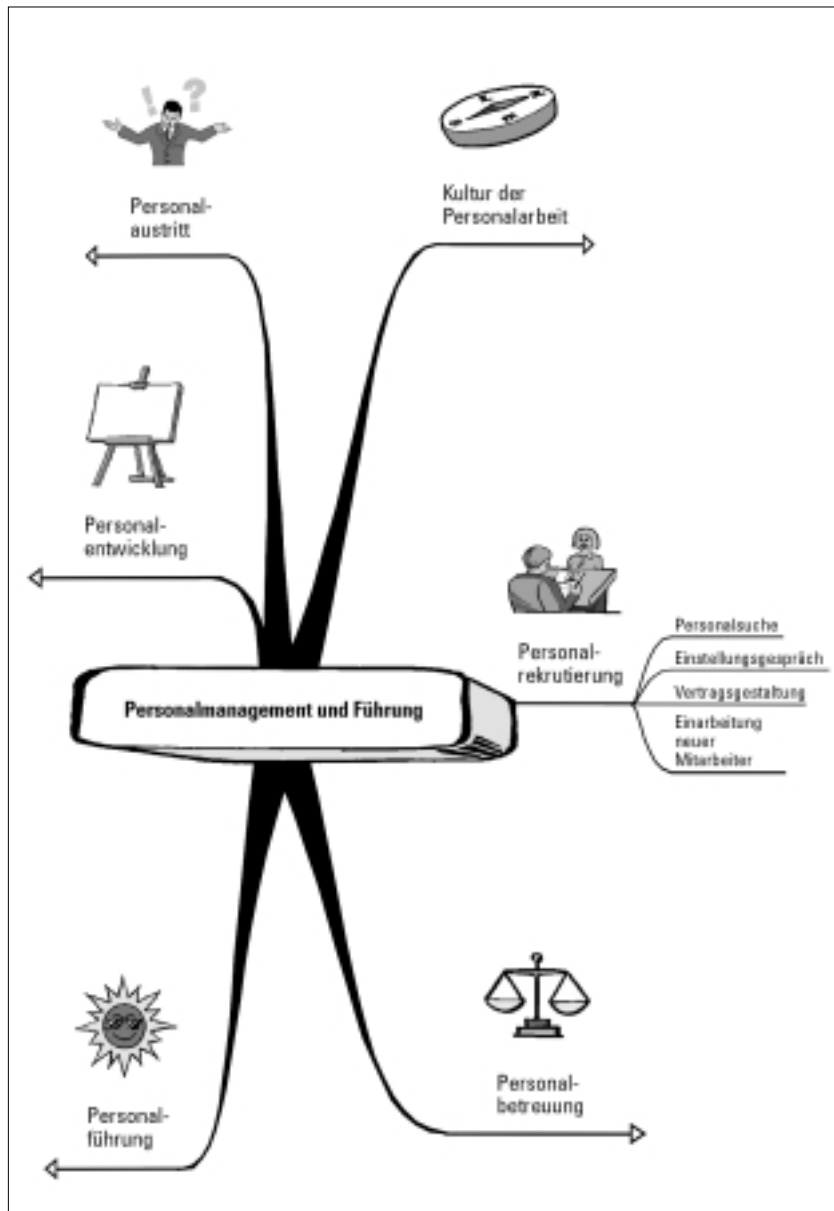 Personal-
austritt
Kultur der
Personalarbeit
Personal-
entwicklung
Personal-
rekrutierung
Personalsuche
Einstellungsgespräch
Vertragsgestaltung
Einarbeitung
neuer
Mitarbeiter
Personalmanagement und Führung
Personal-
führung
Personal-
betreuung